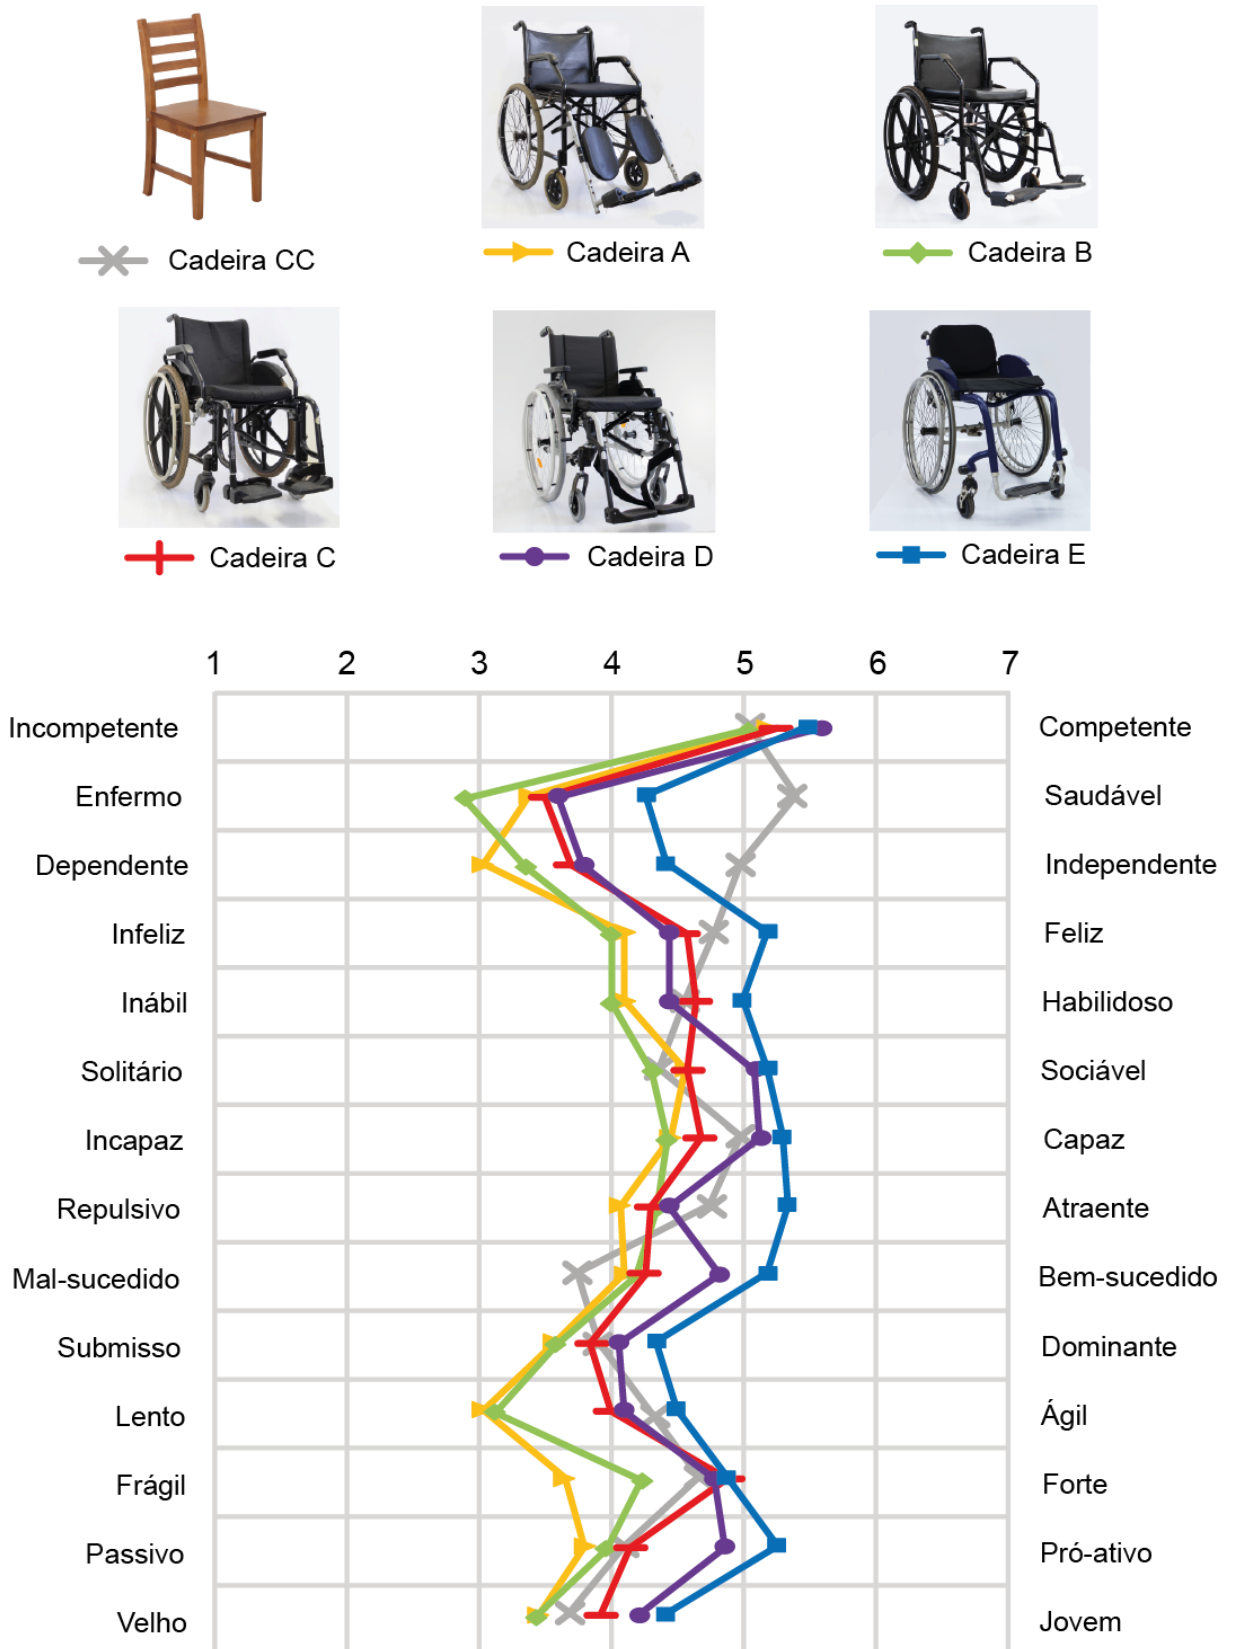 Cadeira CC
Cadeira A
Cadeira B
Cadeira C
Cadeira D
Cadeira E
1 2 3 4 5 6 7
Incompetente Competente
Enfermo Saudável
Dependente Independente
Infeliz Feliz
Inábil Habilidoso
Solitário Sociável
Incapaz Capaz
Repulsivo Atraente
Mal-sucedido Bem-sucedido
Submisso Dominante
Lento Ágil
Frágil Forte
Passivo Pró-ativo
Velho Jovem